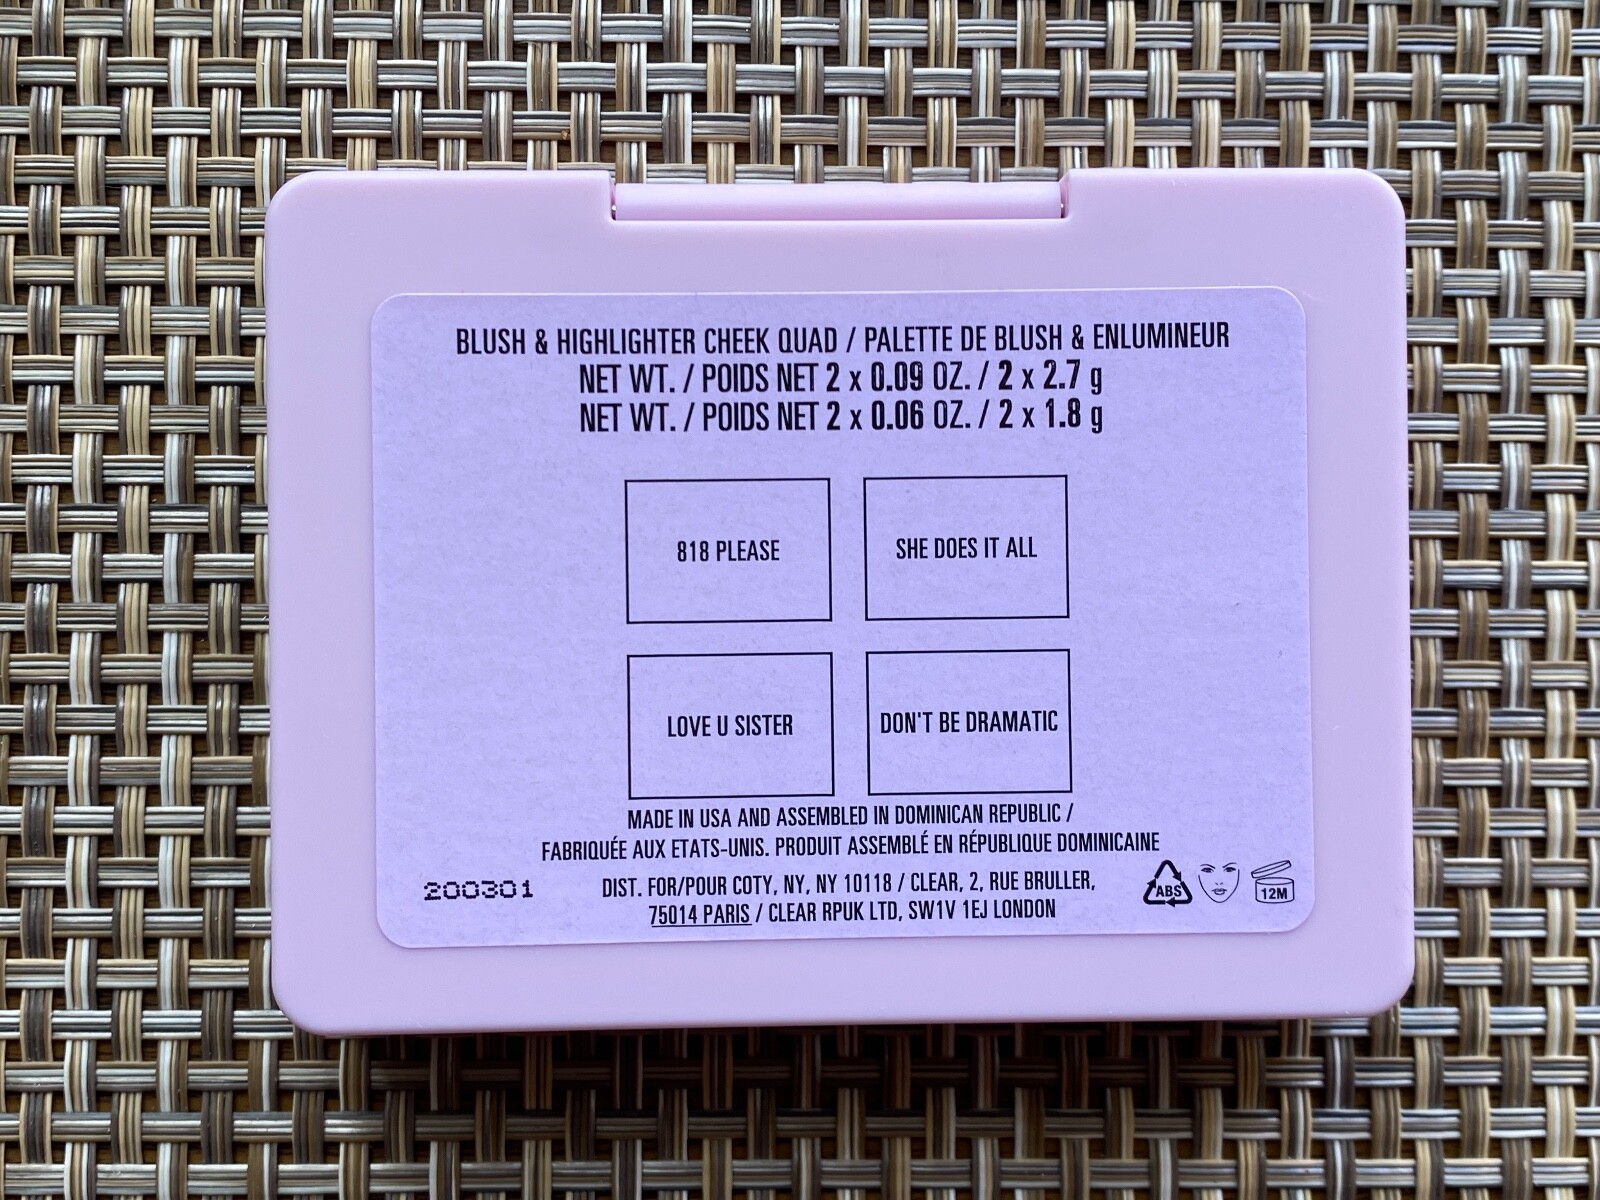 BLUSH & HIGHLIGHTER CHEEK QUAD / PALETTE DE BLUSH & ENLUMINEUR
NET WT. / POIDS NET 2 x 0.09 OZ. / 2 x 2.7 g
NET WT. / POIDS NET 2 x 0.06 OZ. / 2 x 1.8 g
818 PLEASE
SHE DOES IT ALL
LOVE U SISTER
DON'T BE DRAMATIC
MADE IN USA AND ASSEMBLED IN DOMINICAN REPUBLIC /
FABRIQUÉE AUX ETATS-UNIS. PRODUIT ASSEMBLÉ EN RÉPUBLIQUE DOMINICAINE
200301
DIST. FOR/POUR COTY, NY, NY 10118 / CLEAR, 2, RUE BRULLER,
75014 PARIS / CLEAR RPUK LTD, SW1V 1EJ LONDON
ABS
12M